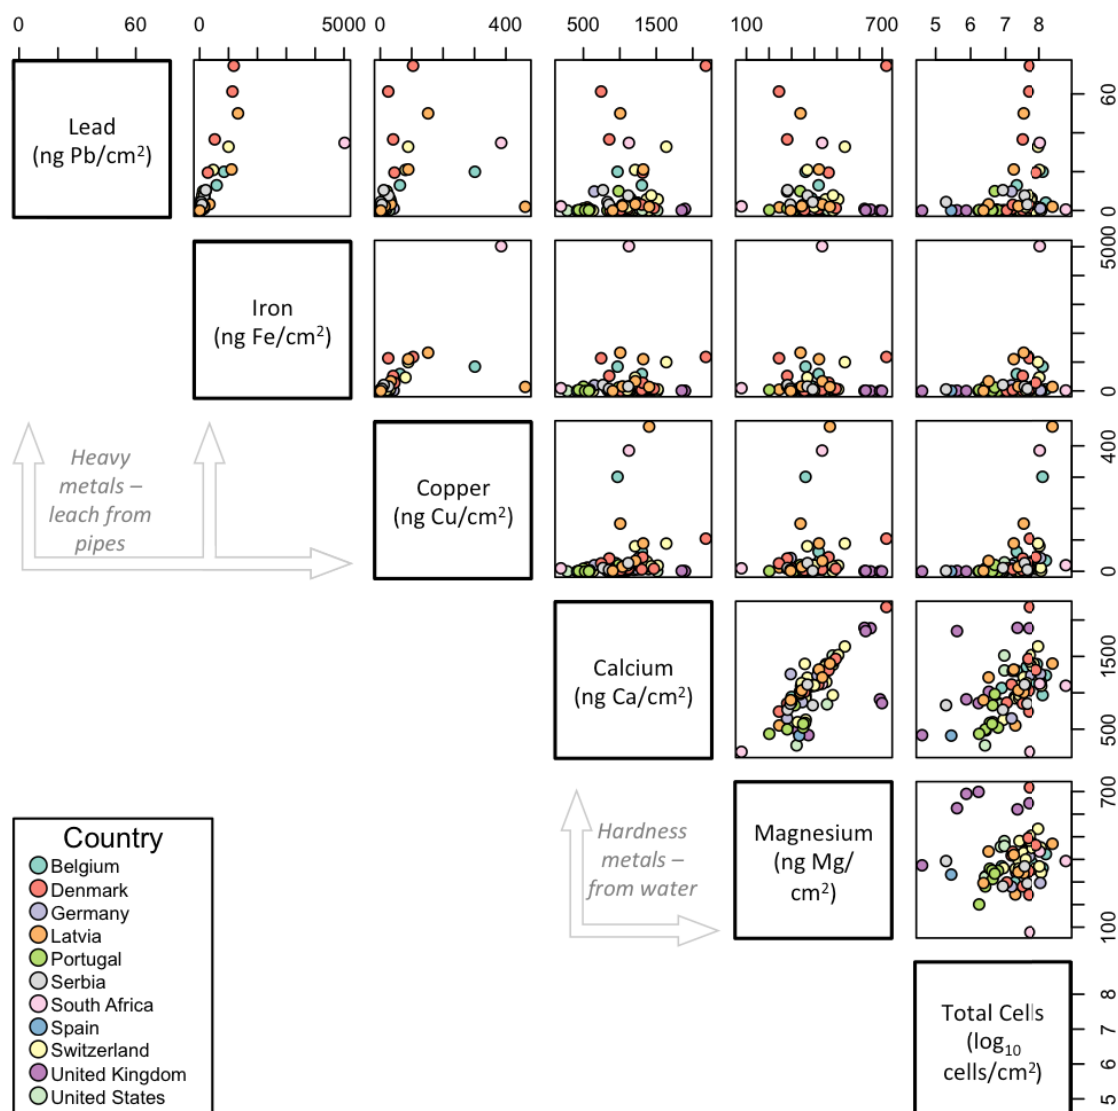 0 60 0 5000 0 400 500 1500 100 700 5 6 7 8
Lead
(ng Pb/cm²)
0 60
Iron
(ng Fe/cm²)
0 5000
Heavy
metals –
leach from
pipes
Copper
(ng Cu/cm²)
0 400
Calcium
(ng Ca/cm²)
500 1500
Hardness
metals –
from water
Magnesium
(ng Mg/
cm²)
100 700
Total Cells
(log₁₀
cells/cm²)
5 6 7 8
Country
Belgium
Denmark
Germany
Latvia
Portugal
Serbia
South Africa
Spain
Switzerland
United Kingdom
United States